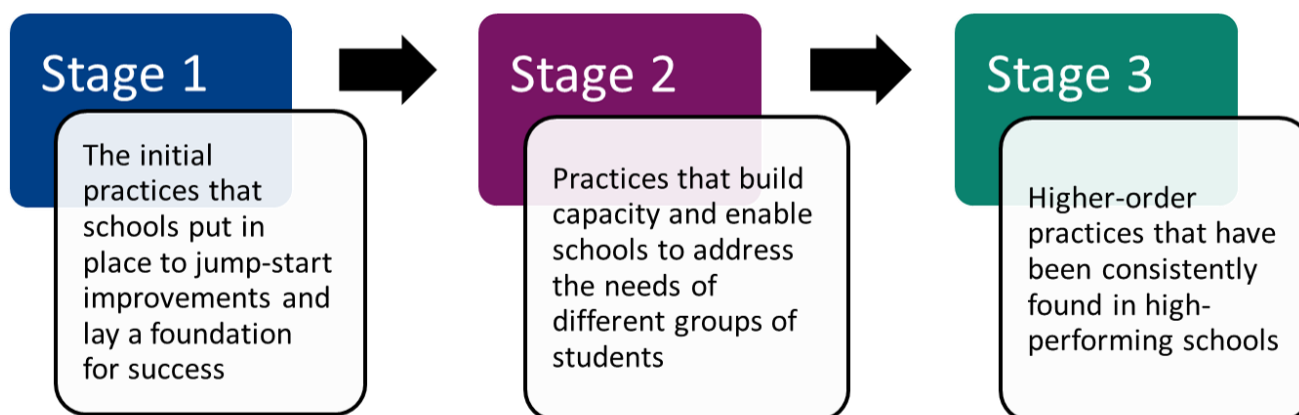 Stage 1
The initial
practices that
schools put in
place to jump-start
improvements and
lay a foundation
for success
Stage 2
Practices that build
capacity and enable
schools to address
the needs of
different groups of
students
Stage 3
Higher-order
practices that have
been consistently
found in high-
performing schools